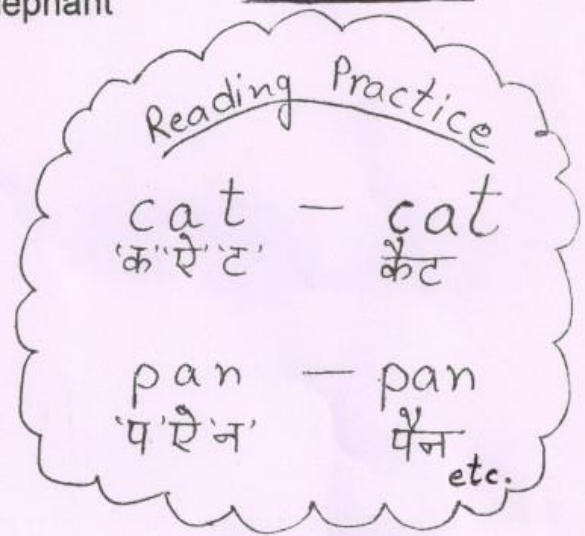 Reading Practice
cat - cat
'क' 'ऐ' 'ट' कैट
pan - pan
'प' 'ऐ' 'न' पैन
etc.